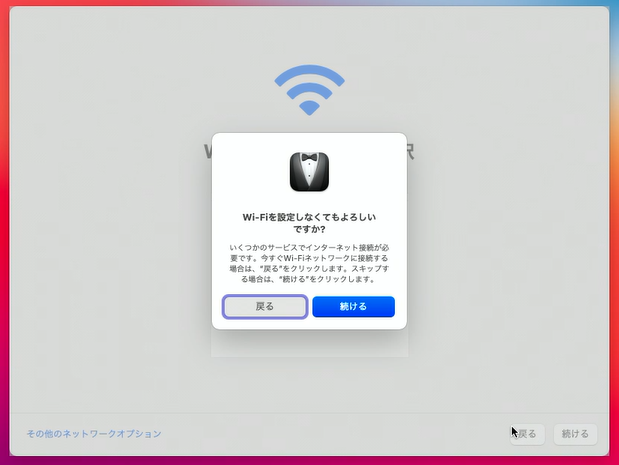 Wi-Fiを設定しなくてもよろしい
ですか?
いくつかのサービスでインターネット接続が必
要です。今すぐWi-Fiネットワークに接続する
場合は、"戻る"をクリックします。スキップす
る場合は、"続ける"をクリックします。
戻る
続ける
その他のネットワークオプション
戻る
続ける